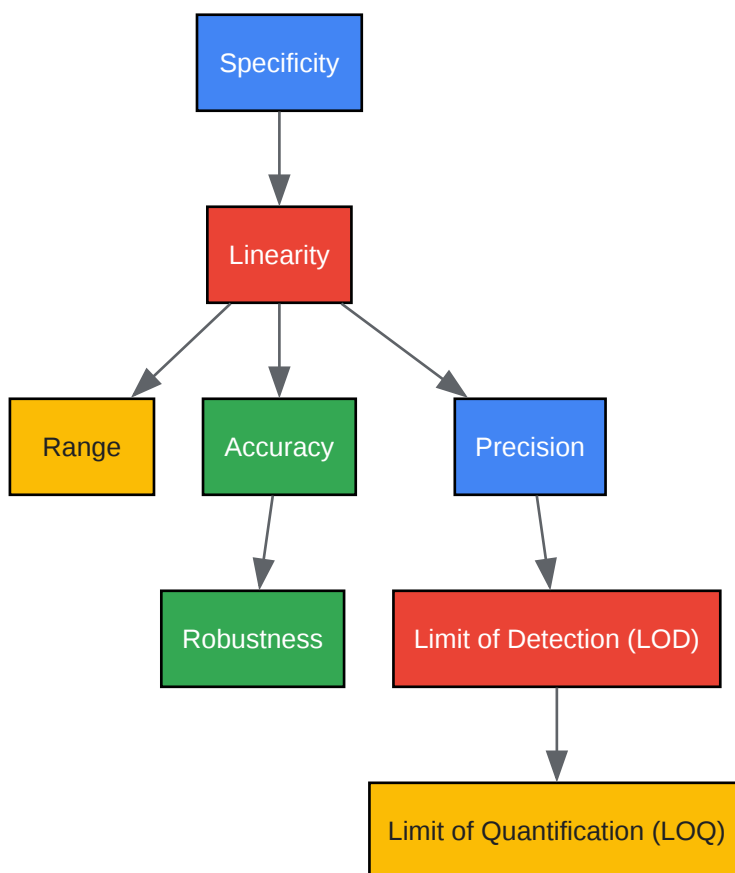 Specificity
Linearity
Range
Accuracy
Precision
Robustness
Limit of Detection (LOD)
Limit of Quantification (LOQ)